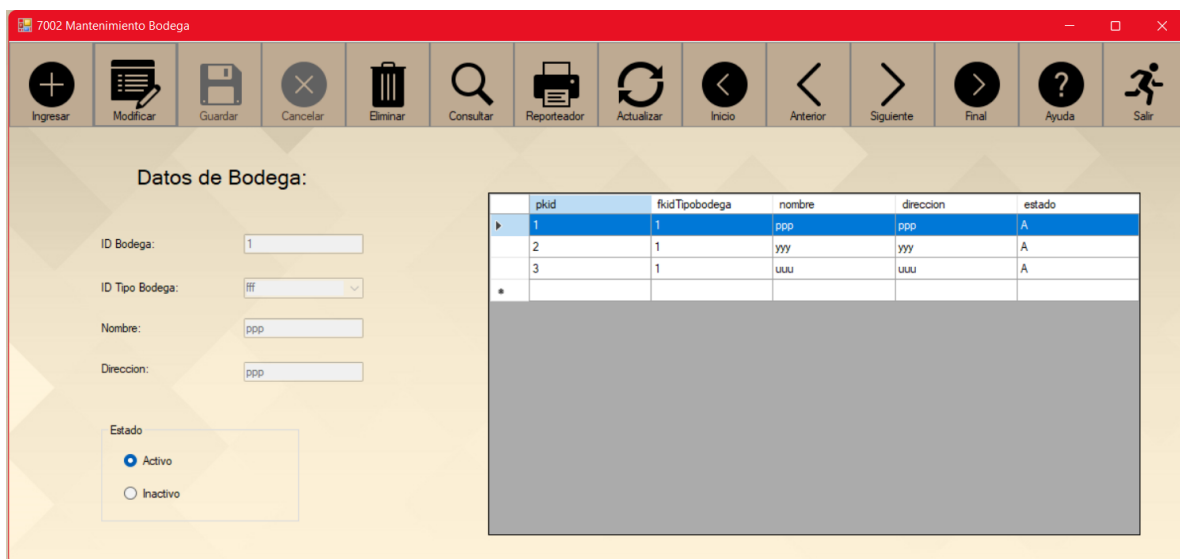 7002 Mantenimiento Bodega
Ingresar Modificar Guardar Cancelar Eliminar Consultar Reporteador Actualizar Inicio Anterior Siguiente Final Ayuda Salir
Datos de Bodega:
ID Bodega: 1
ID Tipo Bodega: fff
Nombre: ppp
Direccion: ppp
Estado
Activo
Inactivo
pkid fkidTipobodega nombre direccion estado
1 1 ppp ppp A
2 1 yyy yyy A
3 1 uuu uuu A